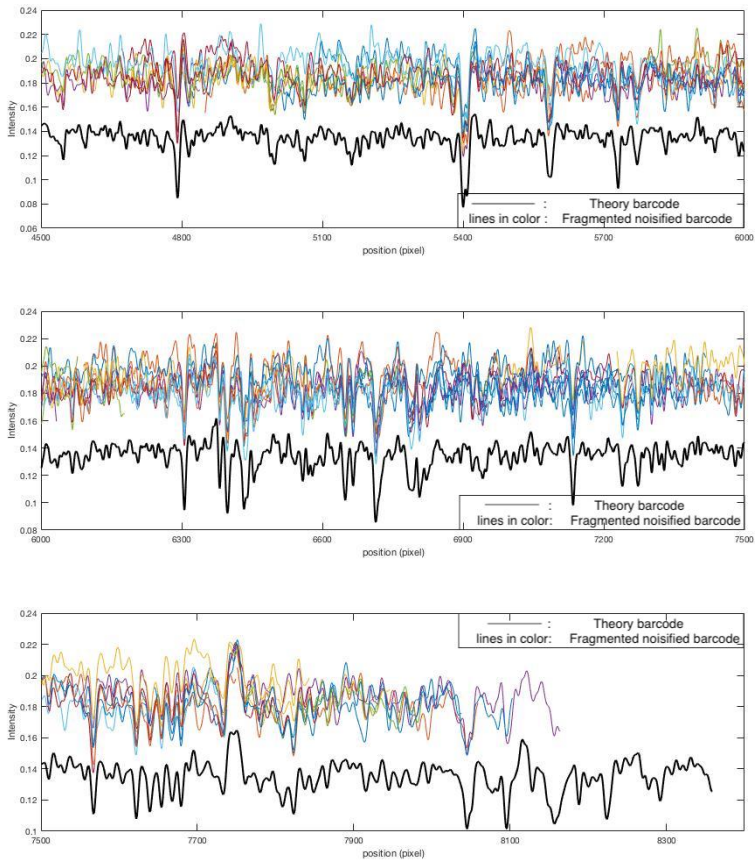 0.24
0.22
0.2
0.18
0.16
0.14
0.12
0.1
0.08
0.06
Intensity
4500 4800 5100 5400 5700 6000
position (pixel)
: Theory barcode
lines in color : Fragmented noisified barcode
0.24
0.22
0.2
0.18
0.16
0.14
0.12
0.1
0.08
Intensity
6000 6300 6600 6900 7200 7500
position (pixel)
: Theory barcode
lines in color: Fragmented noisified barcode
0.24
0.22
0.2
0.18
0.16
0.14
0.12
0.1
Intensity
7500 7700 7900 8100 8300
position (pixel)
: Theory barcode
lines in color: Fragmented noisified barcode